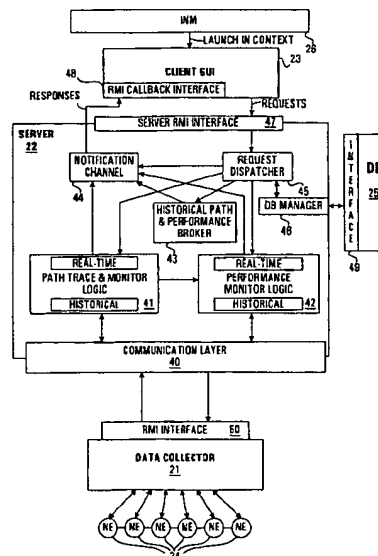 INM
26
LAUNCH IN CONTEXT
23
CLIENT GUI
48
RMI CALLBACK INTERFACE
RESPONSES
REQUESTS
SERVER RMI INTERFACE 47
SERVER
22
NOTIFICATION
CHANNEL
44
REQUEST
DISPATCHER
45
DB MANAGER
46
HISTORICAL PATH
& PERFORMANCE
BROKER
43
INTERFACE
49
DB
25
REAL-TIME
PATH TRACE & MONITOR
LOGIC
HISTORICAL 41
REAL-TIME
PERFORMANCE
MONITOR LOGIC
HISTORICAL 42
COMMUNICATION LAYER
40
RMI INTERFACE 50
DATA COLLECTOR
21
NE NE NE NE NE NE